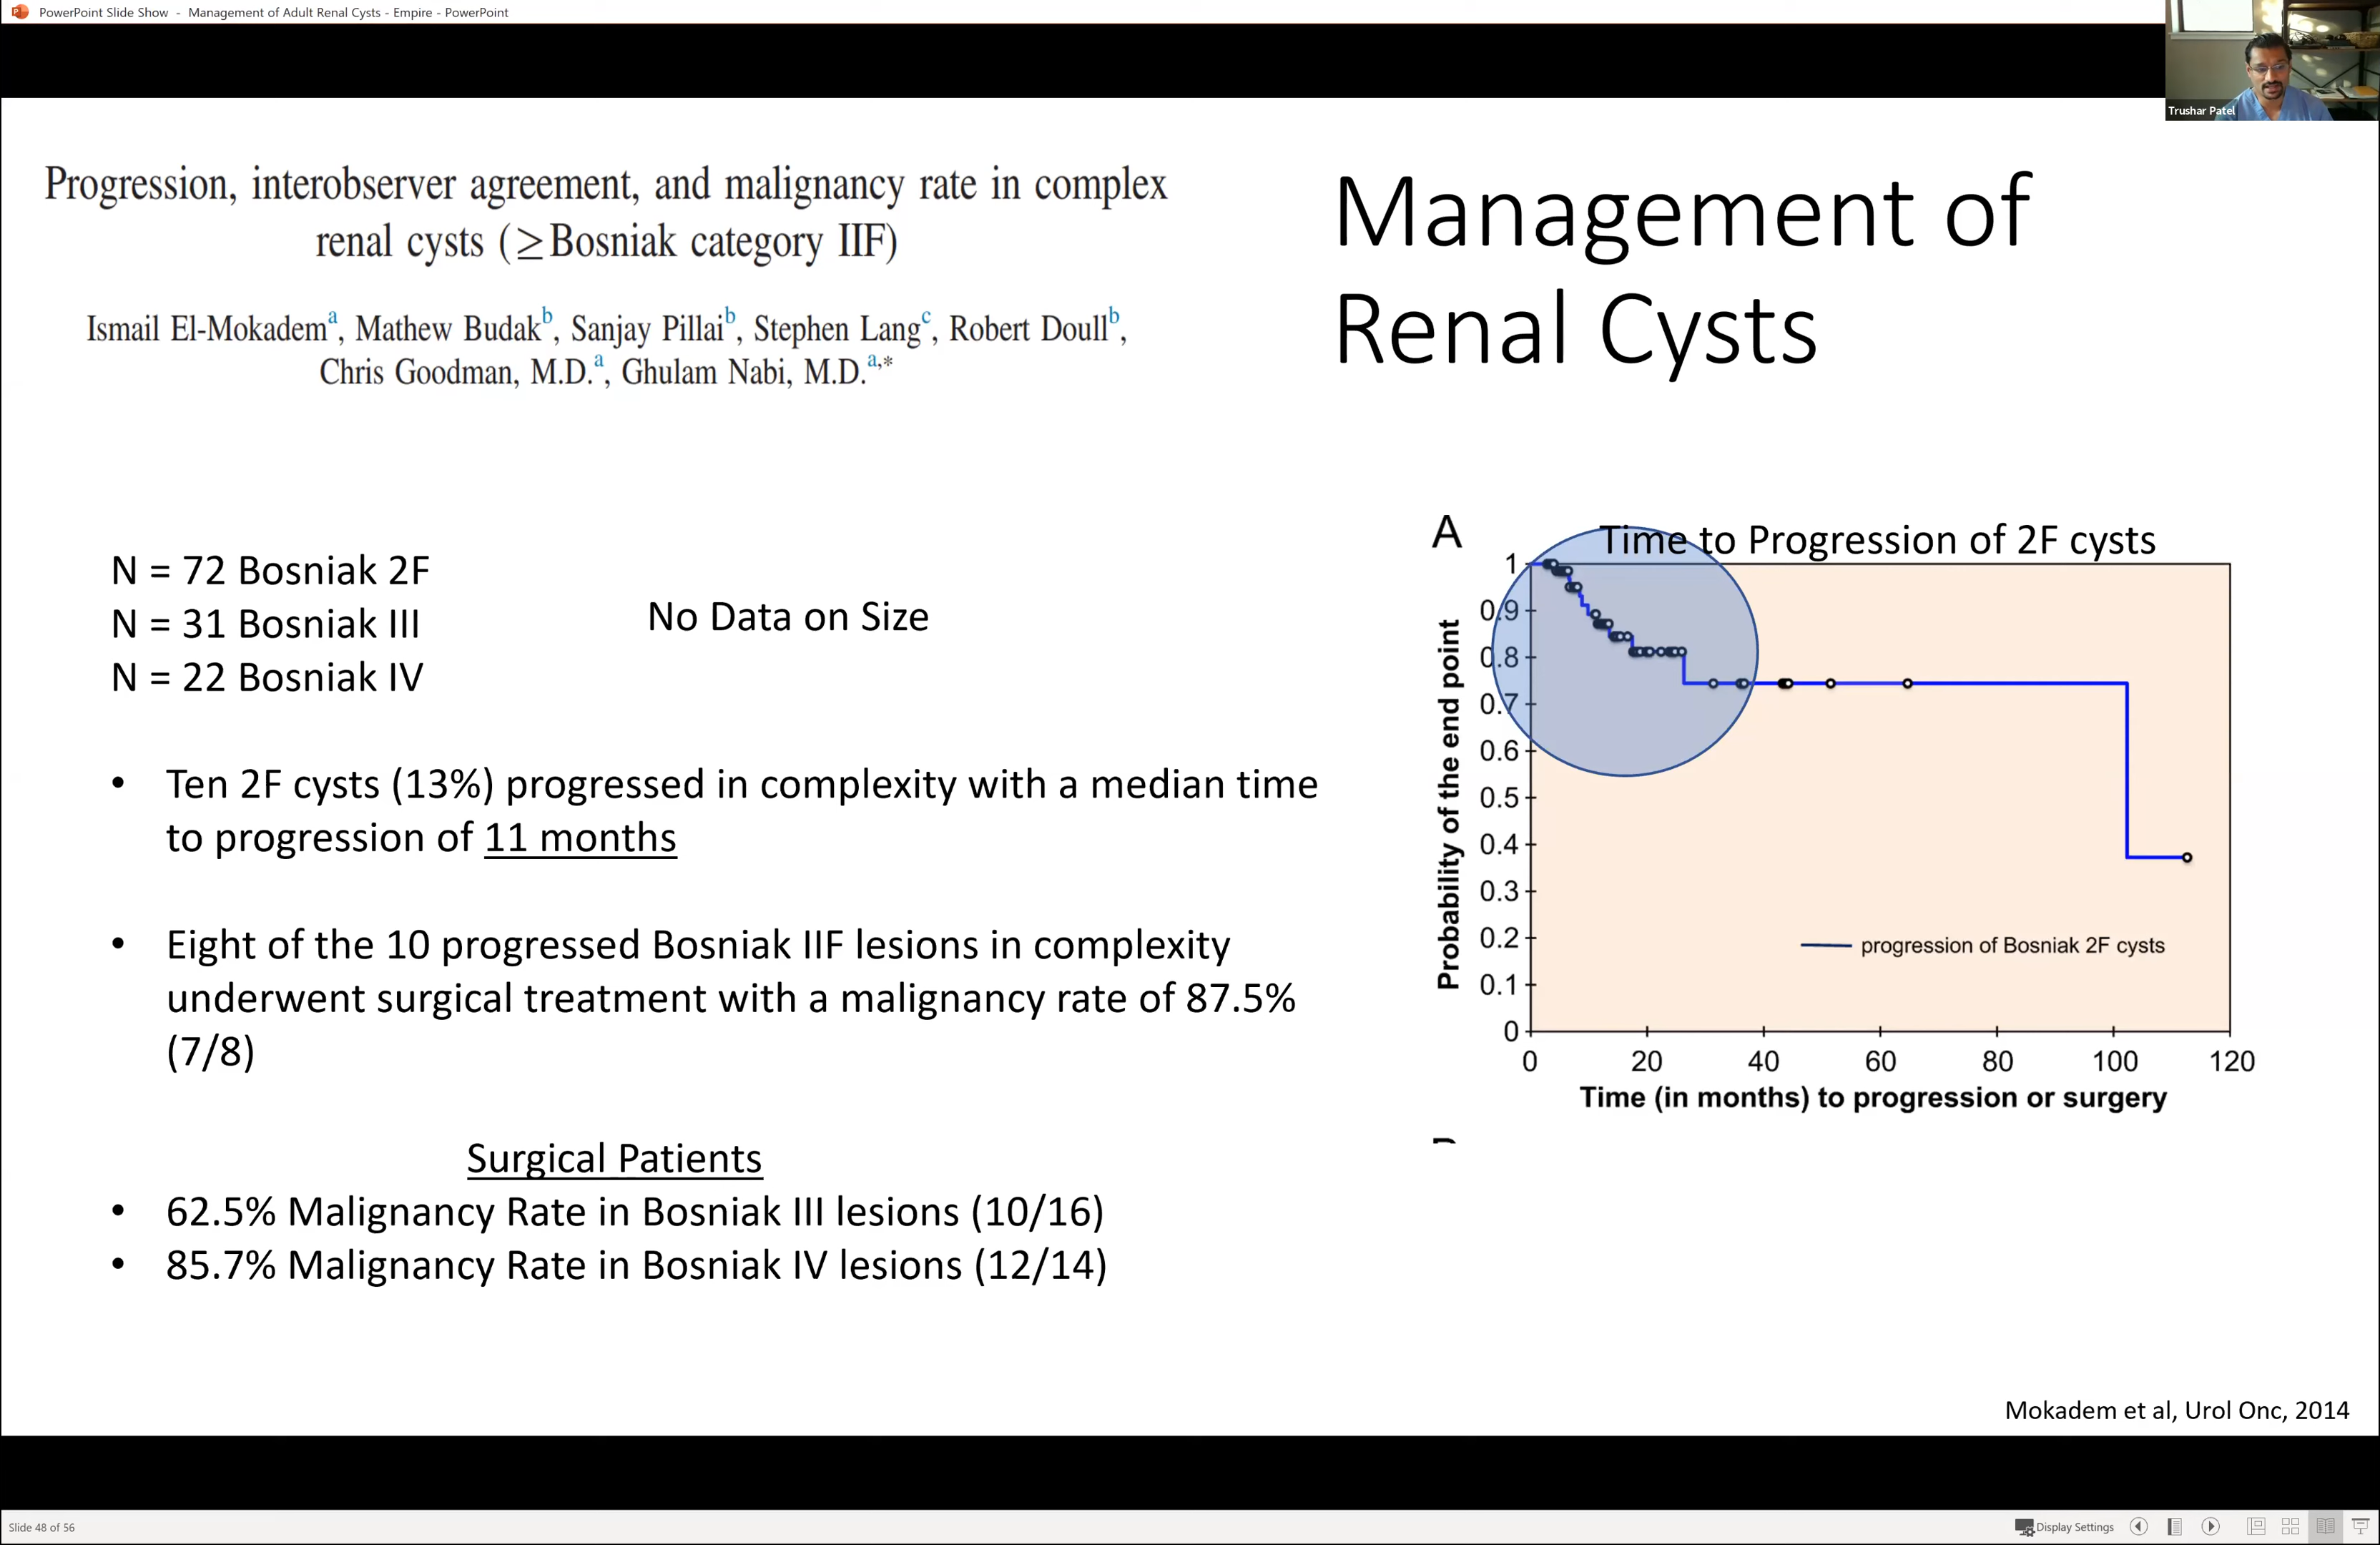 PowerPoint Slide Show - Management of Adult Renal Cysts - Empire - PowerPoint
Trushar Patel
Progression, interobserver agreement, and malignancy rate in complex
renal cysts (≥Bosniak category IIF)
Ismail El-Mokadem^a, Mathew Budak^b, Sanjay Pillai^b, Stephen Lang^c, Robert Doull^b,
Chris Goodman, M.D.^a, Ghulam Nabi, M.D.^a,*
Management of
Renal Cysts
N = 72 Bosniak 2F
N = 31 Bosniak III
N = 22 Bosniak IV
No Data on Size
• Ten 2F cysts (13%) progressed in complexity with a median time
to progression of 11 months
• Eight of the 10 progressed Bosniak IIF lesions in complexity
underwent surgical treatment with a malignancy rate of 87.5%
(7/8)
Surgical Patients
• 62.5% Malignancy Rate in Bosniak III lesions (10/16)
• 85.7% Malignancy Rate in Bosniak IV lesions (12/14)
A
Time to Progression of 2F cysts
Probability of the end point
1
0.9
0.8
0.7
0.6
0.5
0.4
0.3
0.2
0.1
0
progression of Bosniak 2F cysts
0 20 40 60 80 100 120
Time (in months) to progression or surgery
Mokadem et al, Urol Onc, 2014
Slide 48 of 56
Display Settings